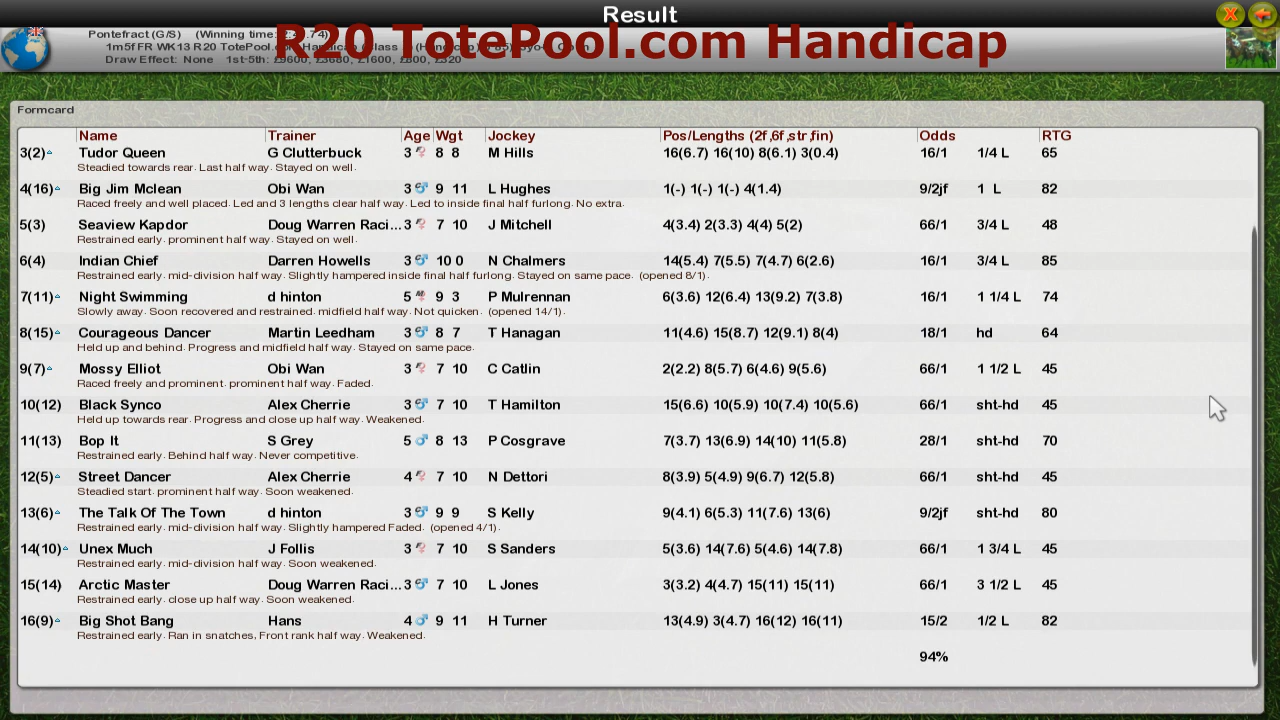 Result
R20 TotePool.com Handicap
Pontefract (G/S) (Winning time:
1m5f FR WK13 R20
Draw Effect: None 1st-5th: £9600, £3680, £1600, £800, £320
Formcard
Name Trainer Age Wgt Jockey Pos/Lengths (2f,6f,str,fin) Odds RTG
3(2) Tudor Queen G Clutterbuck 3 8 8 M Hills 16(6.7) 16(10) 8(6.1) 3(0.4) 16/1 1/4 L 65
Steadied towards rear. Last half way. Stayed on well.
4(16) Big Jim Mclean Obi Wan 3 9 11 L Hughes 1(-) 1(-) 1(-) 4(1.4) 9/2jf 1 L 82
Raced freely and well placed. Led and 3 lengths clear half way. Led to inside final half furlong. No extra.
5(3) Seaview Kapdor Doug Warren Raci... 3 7 10 J Mitchell 4(3.4) 2(3.3) 4(4) 5(2) 66/1 3/4 L 48
Restrained early. prominent half way. Stayed on well.
6(4) Indian Chief Darren Howells 3 10 0 N Chalmers 14(5.4) 7(5.5) 7(4.7) 6(2.6) 16/1 3/4 L 85
Restrained early. mid-division half way. Slightly hampered inside final half furlong. Stayed on same pace. (opened 8/1).
7(11) Night Swimming d hinton 5 9 3 P Mulrennan 6(3.6) 12(6.4) 13(9.2) 7(3.8) 16/1 1 1/4 L 74
Slowly away. Soon recovered and restrained. midfield half way. Not quicken. (opened 14/1).
8(15) Courageous Dancer Martin Leedham 3 8 7 T Hanagan 11(4.6) 15(8.7) 12(9.1) 8(4) 18/1 hd 64
Held up and behind. Progress and midfield half way. Stayed on same pace.
9(7) Mossy Elliot Obi Wan 3 7 10 C Catlin 2(2.2) 8(5.7) 6(4.6) 9(5.6) 66/1 1 1/2 L 45
Raced freely and prominent. prominent half way. Faded.
10(12) Black Synco Alex Cherrie 3 7 10 T Hamilton 15(6.6) 10(5.9) 10(7.4) 10(5.6) 66/1 sht-hd 45
Held up towards rear. Progress and close up half way. Weakened.
11(13) Bop It S Grey 5 8 13 P Cosgrave 7(3.7) 13(6.9) 14(10) 11(5.8) 28/1 sht-hd 70
Restrained early. Behind half way. Never competitive.
12(5) Street Dancer Alex Cherrie 4 7 10 N Dettori 8(3.9) 5(4.9) 9(6.7) 12(5.8) 66/1 sht-hd 45
Steadied start. prominent half way. Soon weakened.
13(6) The Talk Of The Town d hinton 3 9 9 S Kelly 9(4.1) 6(5.3) 11(7.6) 13(6) 9/2jf sht-hd 80
Restrained early. mid-division half way. Slightly hampered Faded. (opened 4/1).
14(10) Unex Much J Follis 3 7 10 S Sanders 5(3.6) 14(7.6) 5(4.6) 14(7.8) 66/1 1 3/4 L 45
Restrained early. mid-division half way. Soon weakened.
15(14) Arctic Master Doug Warren Raci... 3 7 10 L Jones 3(3.2) 4(4.7) 15(11) 15(11) 66/1 3 1/2 L 45
Restrained early. close up half way. Soon weakened.
16(9) Big Shot Bang Hans 4 9 11 H Turner 13(4.9) 3(4.7) 16(12) 16(11) 15/2 1/2 L 82
Restrained early. Ran in snatches, Front rank half way. Weakened.
94%